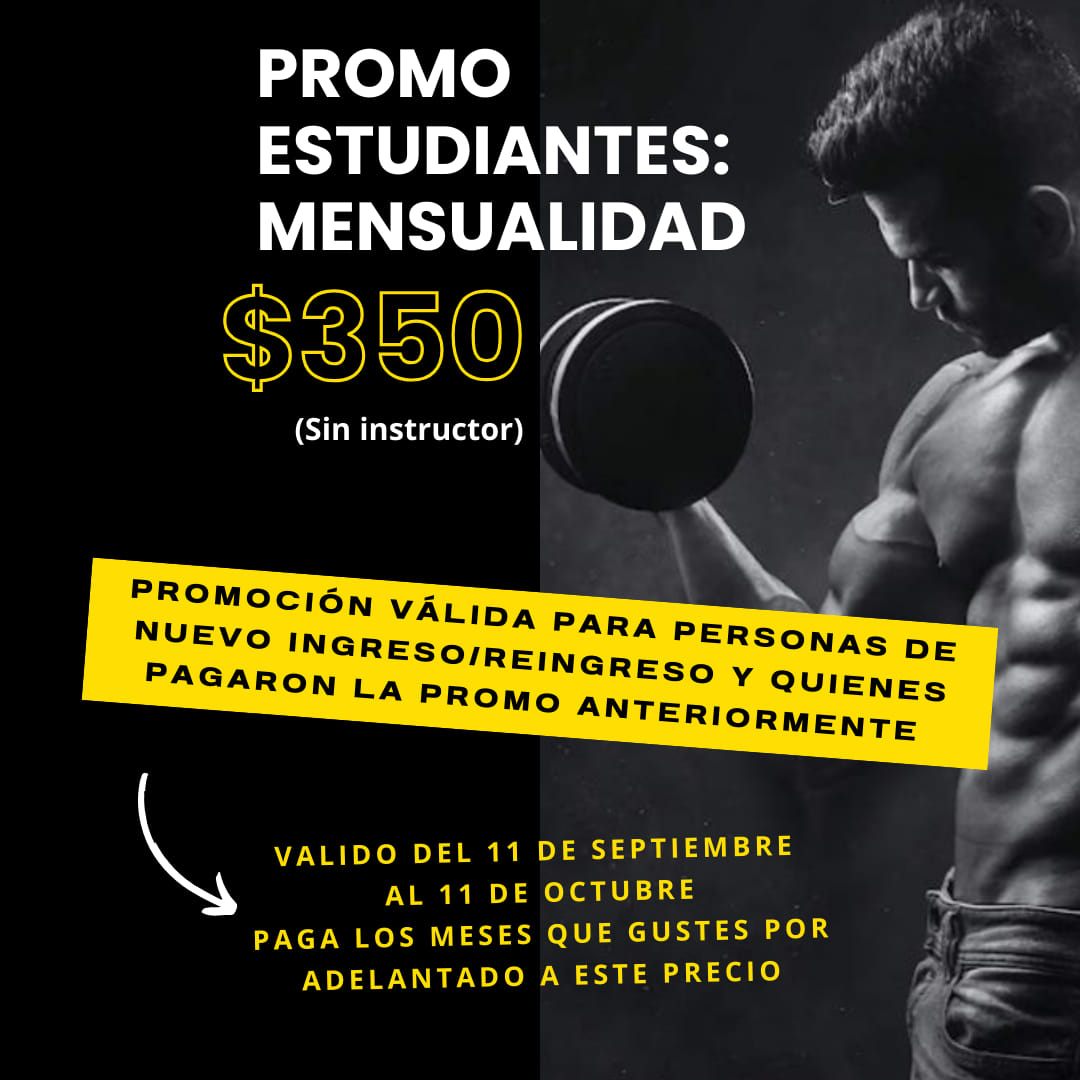 PROMO
ESTUDIANTES:
MENSUALIDAD
$350
(Sin instructor)
PROMOCIÓN VÁLIDA PARA PERSONAS DE
NUEVO INGRESO/REINGRESO Y QUIENES
PAGARON LA PROMO ANTERIORMENTE
VALIDO DEL 11 DE SEPTIEMBRE
AL 11 DE OCTUBRE
PAGA LOS MESES QUE GUSTES POR
ADELANTADO A ESTE PRECIO